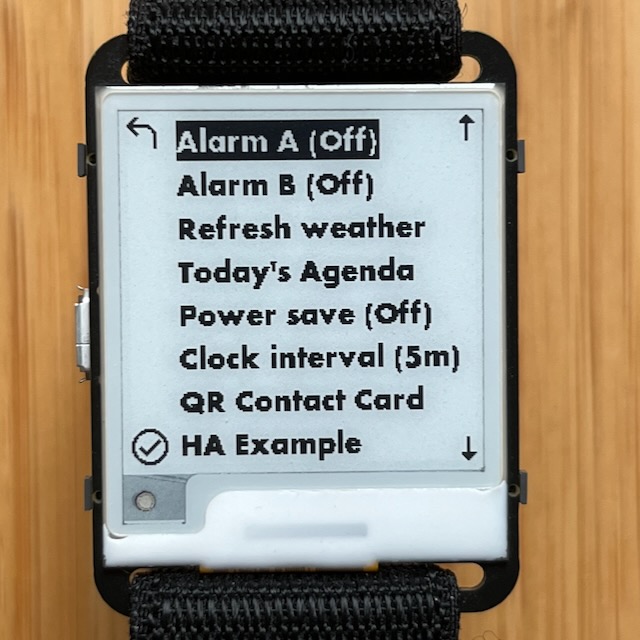 Alarm A (Off)
Alarm B (Off)
Refresh weather
Today's Agenda
Power save (Off)
Clock interval (5m)
QR Contact Card
HA Example